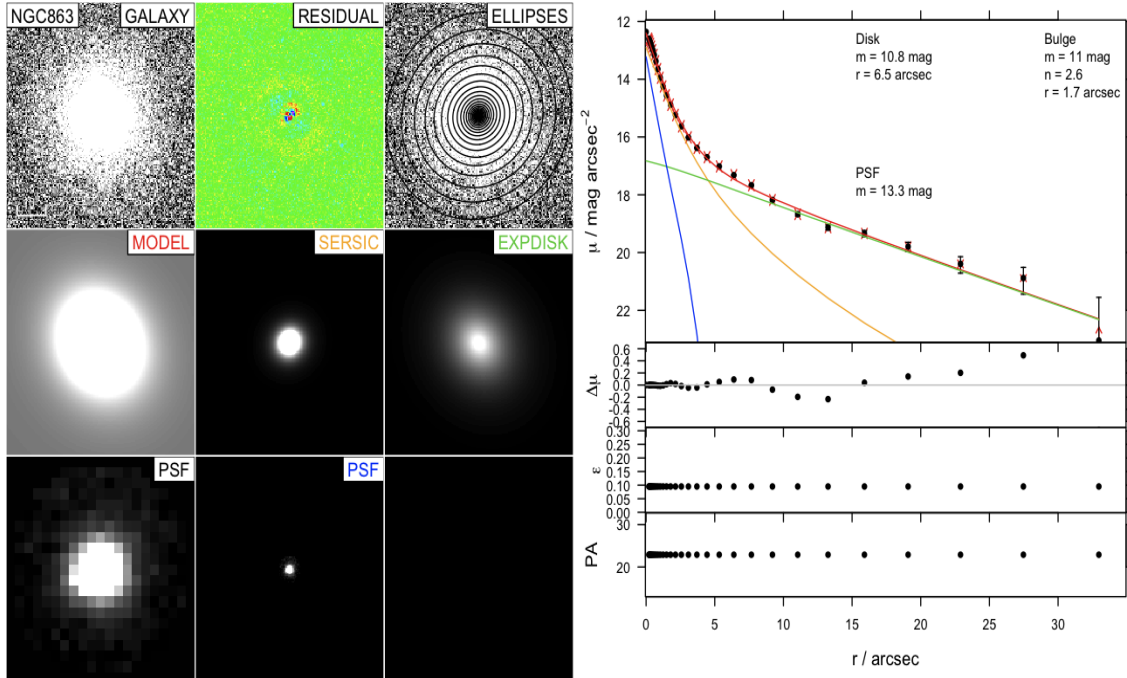 NGC863 GALAXY
RESIDUAL
ELLIPSES
MODEL
SERSIC
EXPDISK
PSF
PSF
Disk
m = 10.8 mag
r = 6.5 arcsec
Bulge
m = 11 mag
n = 2.6
r = 1.7 arcsec
PSF
m = 13.3 mag
μ / mag arcsec⁻²
12
14
16
18
20
22
Δμ
0.6
0.4
0.2
0.0
-0.2
-0.4
-0.6
ε
0.30
0.25
0.20
0.15
0.10
0.05
0.00
PA
30
20
0 5 10 15 20 25 30
r / arcsec